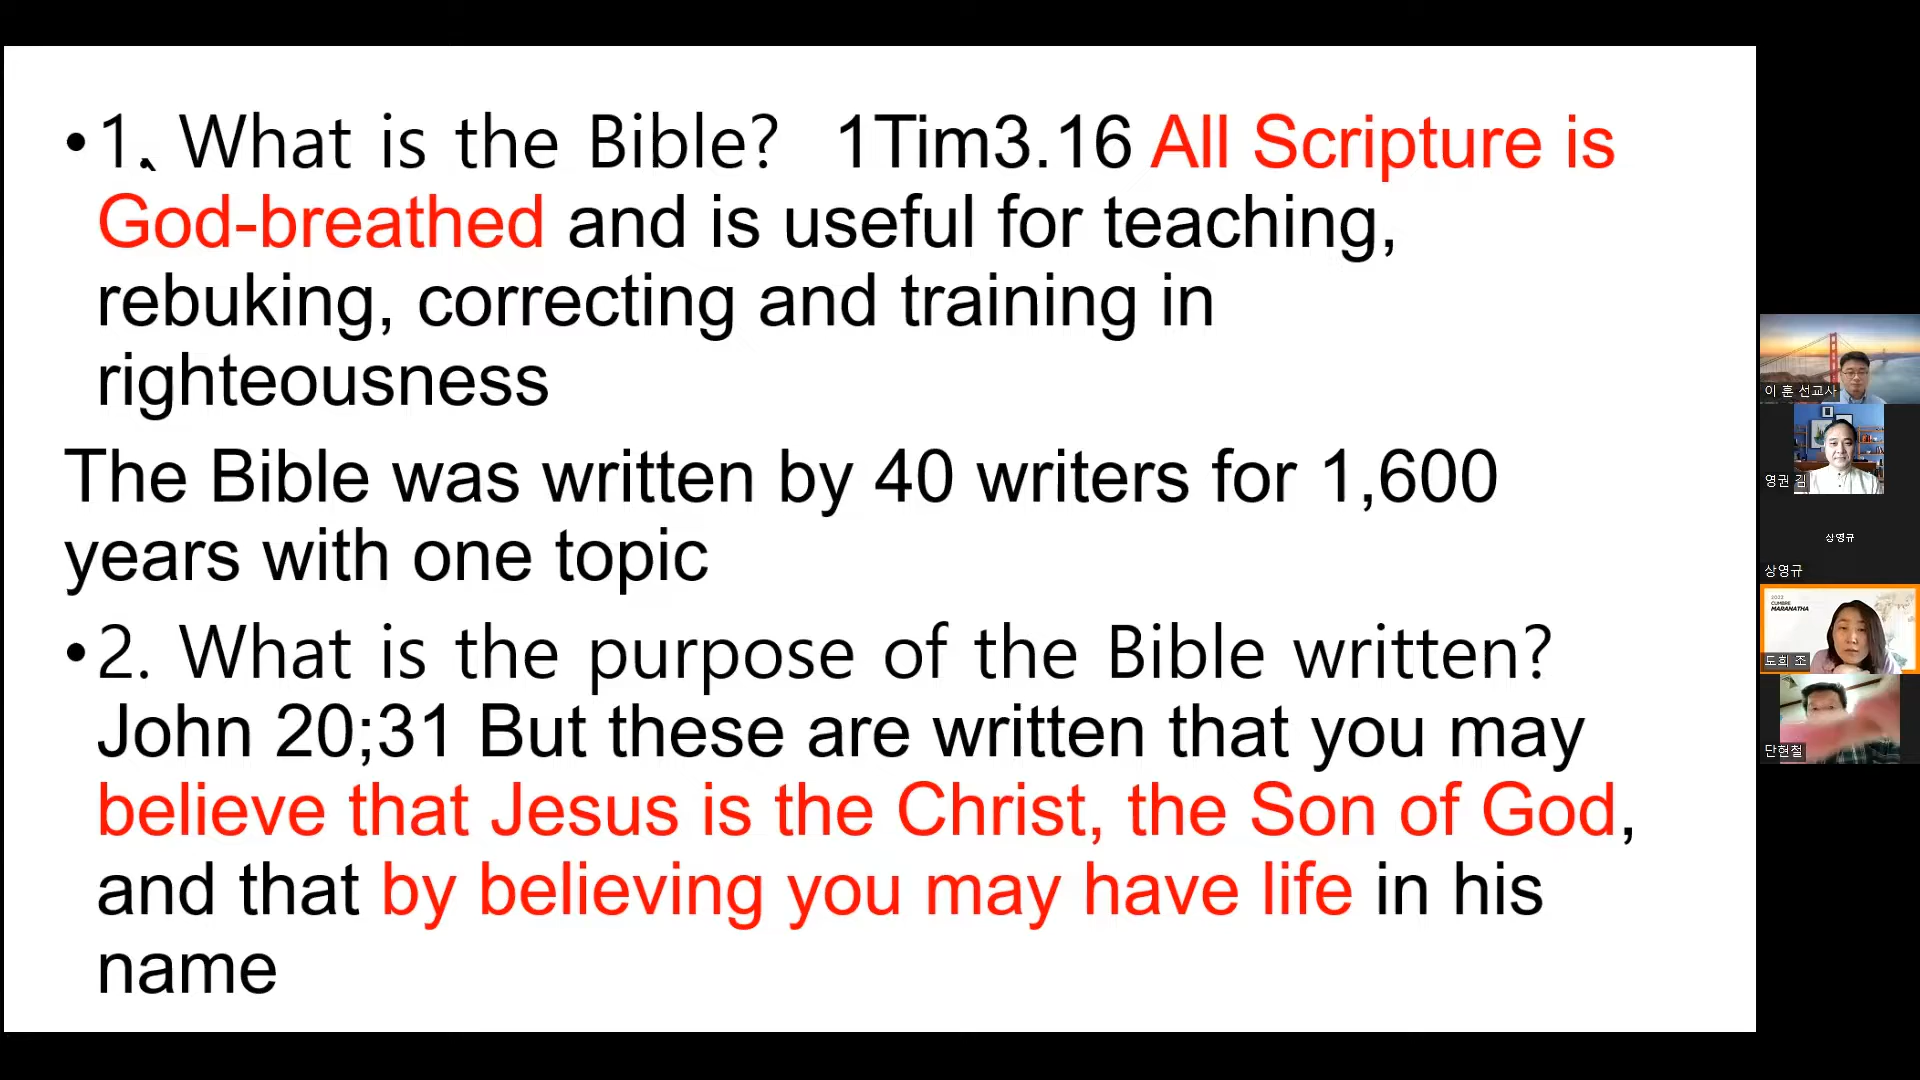 •1. What is the Bible? 1Tim3.16 All Scripture is
God-breathed and is useful for teaching,
rebuking, correcting and training in
righteousness
The Bible was written by 40 writers for 1,600
years with one topic
•2. What is the purpose of the Bible written?
John 20;31 But these are written that you may
believe that Jesus is the Christ, the Son of God,
and that by believing you may have life in his
name
이 훈 선교사
영권 김
상영규
상영규
2022
CUMBRE
MARANATHA
도희 조
단현철